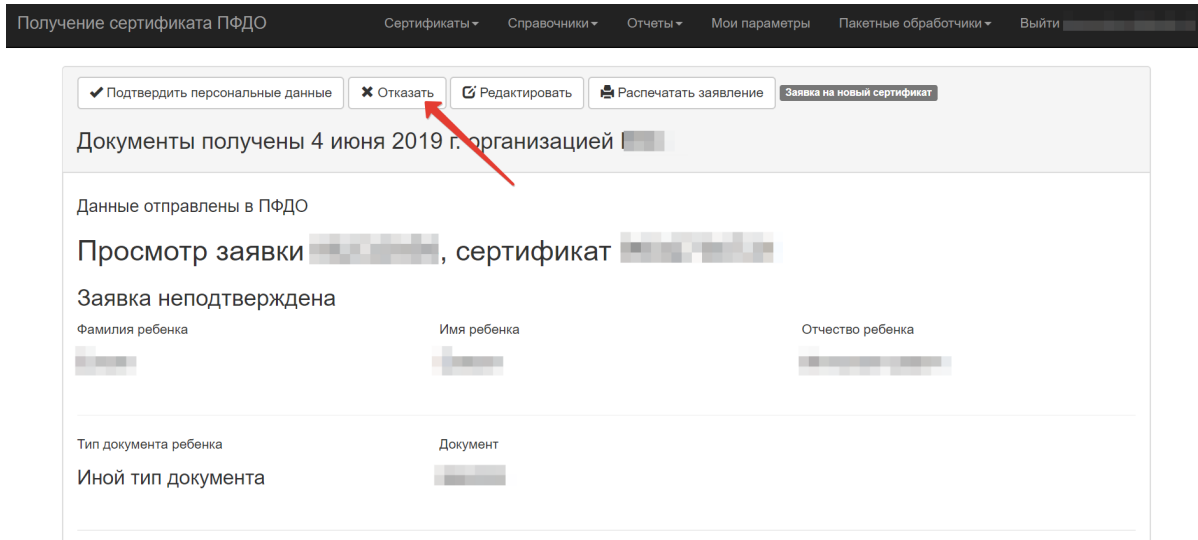 Получение сертификата ПФДО Сертификаты Справочники Отчеты Мои параметры Пакетные обработчики Выйти
Подтвердить персональные данные Отказать Редактировать Распечатать заявление Заявка на новый сертификат
Документы получены 4 июня 2019 г. организацией
Данные отправлены в ПФДО
Просмотр заявки , сертификат
Заявка неподтверждена
Фамилия ребенка Имя ребенка Отчество ребенка
Тип документа ребенка Документ
Иной тип документа